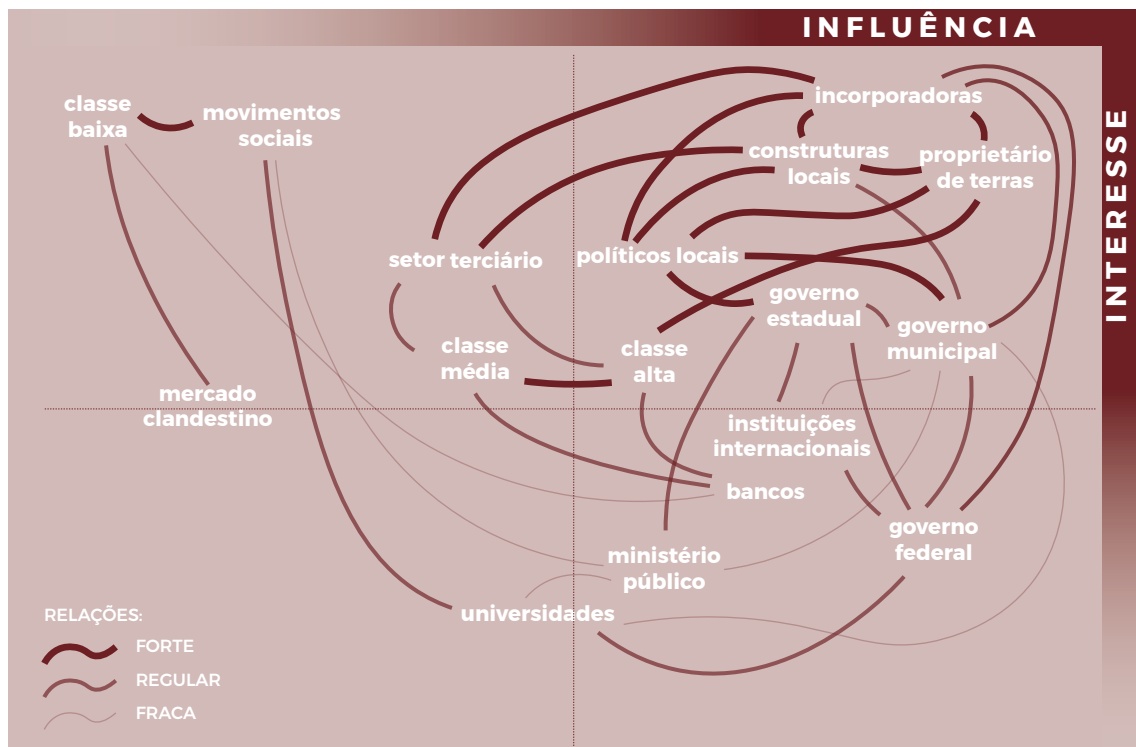 INFLUÊNCIA
INTERESSE
classe
baixa
movimentos
sociais
incorporadoras
construturas
locais
proprietário
de terras
setor terciário
políticos locais
governo
estadual
governo
municipal
classe
média
classe
alta
mercado
clandestino
instituições
internacionais
bancos
governo
federal
ministério
público
universidades
RELAÇÕES:
FORTE
REGULAR
FRACA